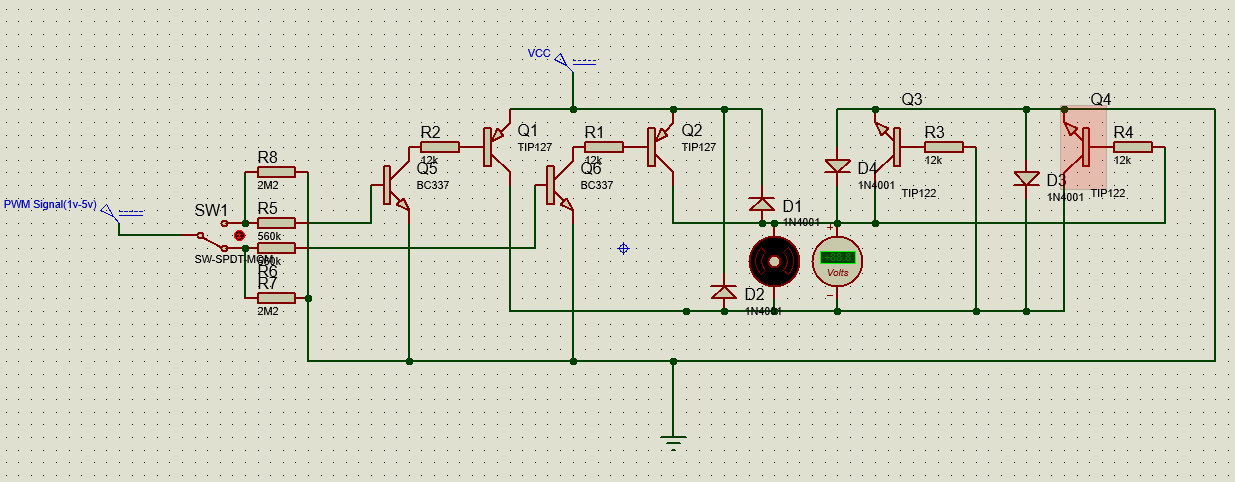 VCC
Q3
Q4
Q1
TIP127
Q2
TIP127
R2
12k
R1
12k
R3
12k
R4
12k
Q5
BC337
Q6
BC337
D4
1N4001
TIP122
D3
1N4001
TIP122
R8
2M2
PWM Signal(1v-5v)
SW1
R5
560k
SW-SPDT-MOM
R6
R7
2M2
D1
1N4001
+88.8
Volts
D2
1N4001